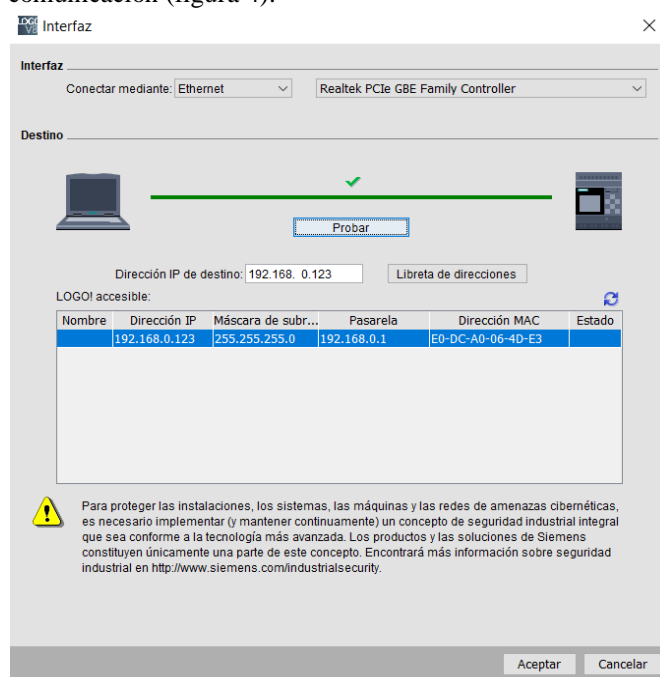 comunicación (figura 4).
Interfaz
Interfaz
Conectar mediante: Ethernet Realtek PCIe GBE Family Controller
Destino
Probar
Dirección IP de destino: 192.168. 0.123 Libreta de direcciones
LOGO! accesible:
Nombre Dirección IP Máscara de subr... Pasarela Dirección MAC Estado
192.168.0.123 255.255.255.0 192.168.0.1 E0-DC-A0-06-4D-E3
Para proteger las instalaciones, los sistemas, las máquinas y las redes de amenazas cibernéticas,
es necesario implementar (y mantener continuamente) un concepto de seguridad industrial integral
que sea conforme a la tecnología más avanzada. Los productos y las soluciones de Siemens
constituyen únicamente una parte de este concepto. Encontrará más información sobre seguridad
industrial en http://www.siemens.com/industrialsecurity.
Aceptar Cancelar